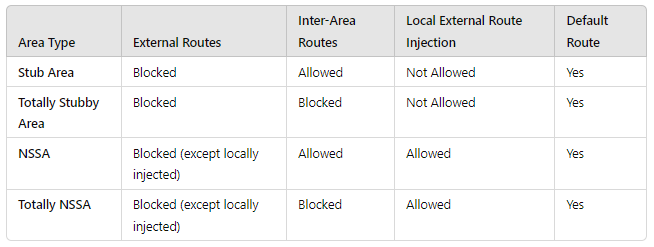 Area Type External Routes Inter-Area Routes Local External Route Injection Default Route
Stub Area Blocked Allowed Not Allowed Yes
Totally Stubby Area Blocked Blocked Not Allowed Yes
NSSA Blocked (except locally injected) Allowed Allowed Yes
Totally NSSA Blocked (except locally injected) Blocked Allowed Yes